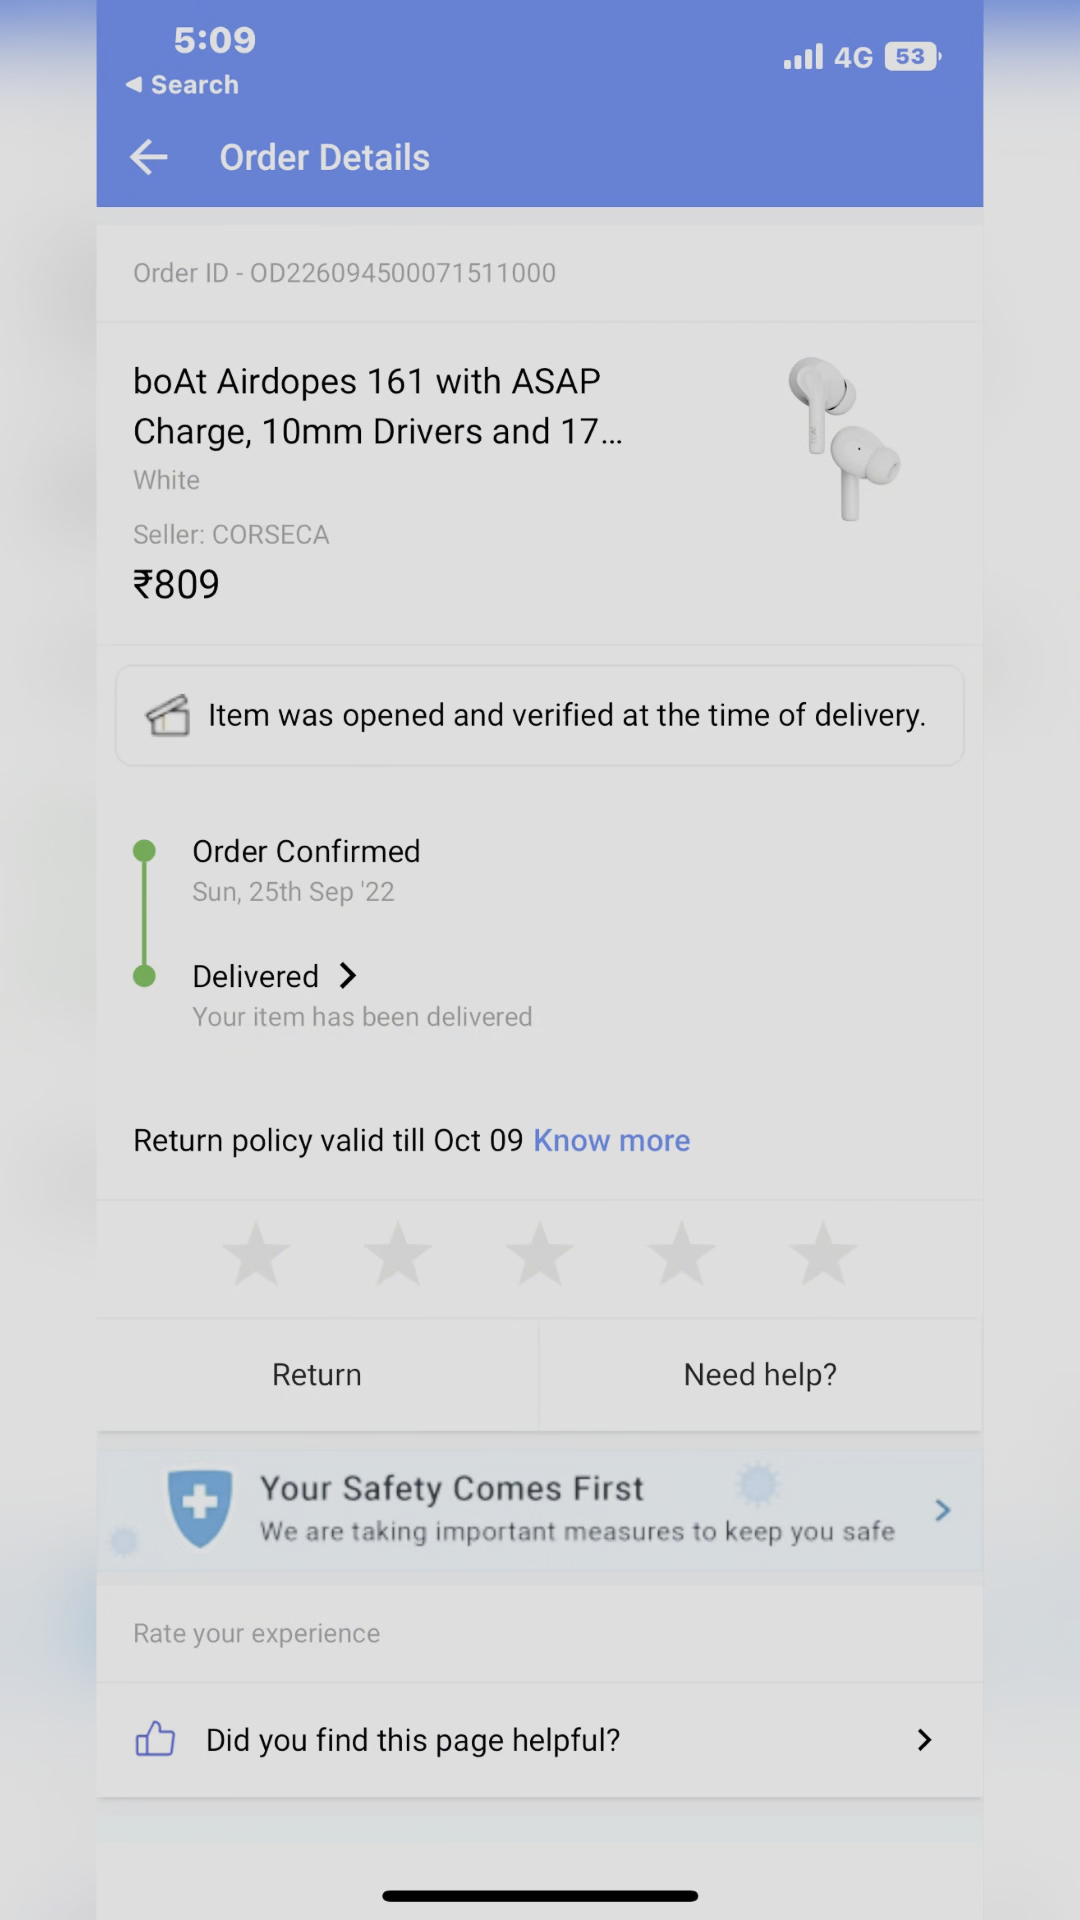 5:09
4G 53
◀ Search
Order Details
Order ID - OD226094500071511000
boAt Airdopes 161 with ASAP
Charge, 10mm Drivers and 17...
White
Seller: CORSECA
₹809
Item was opened and verified at the time of delivery.
Order Confirmed
Sun, 25th Sep '22
Delivered
Your item has been delivered
Return policy valid till Oct 09 Know more
Return
Need help?
Your Safety Comes First
We are taking important measures to keep you safe
Rate your experience
Did you find this page helpful?